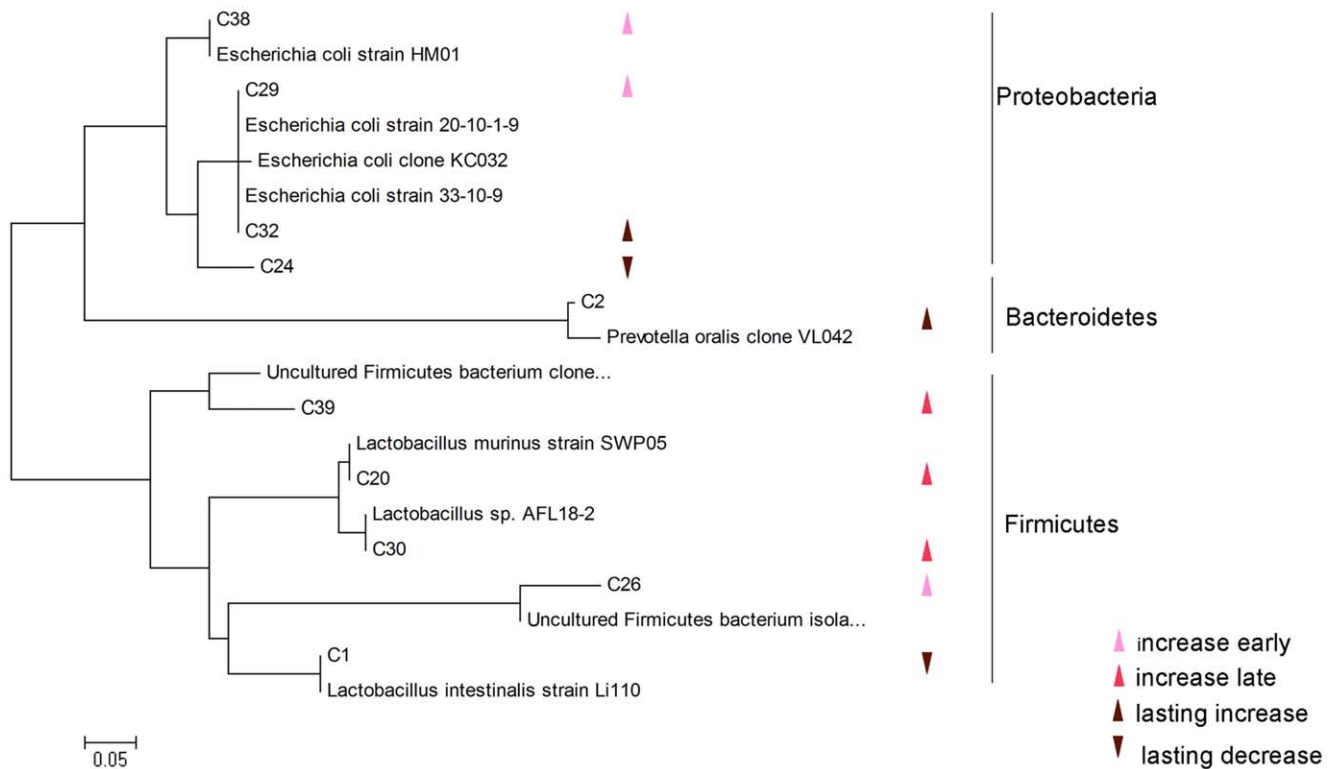 C38
Escherichia coli strain HM01
C29
Escherichia coli strain 20-10-1-9
Escherichia coli clone KC032
Escherichia coli strain 33-10-9
C32
C24
Proteobacteria
C2
Prevotella oralis clone VL042
Bacteroidetes
Uncultured Firmicutes bacterium clone...
C39
Lactobacillus murinus strain SWP05
C20
Lactobacillus sp. AFL18-2
C30
C26
Uncultured Firmicutes bacterium isola...
C1
Lactobacillus intestinalis strain Li110
Firmicutes
increase early
increase late
lasting increase
lasting decrease
0.05